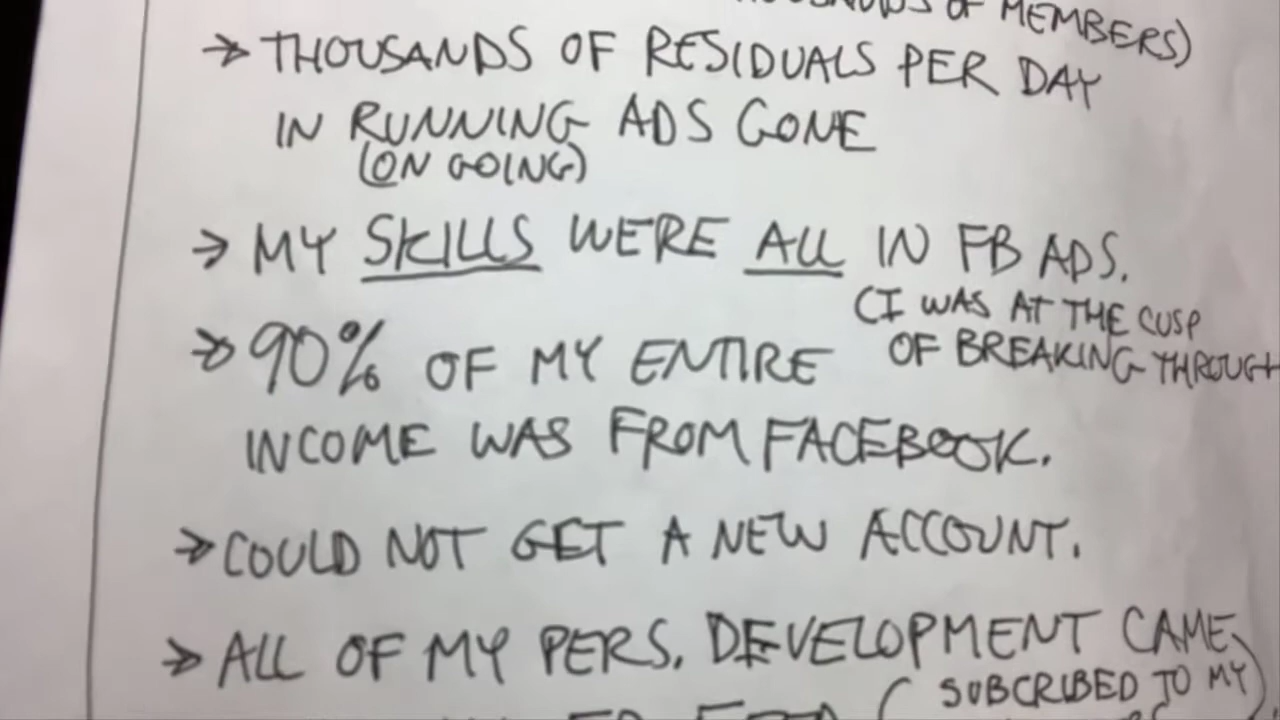 OF MEMBERS)
→ THOUSANDS OF RESIDUALS PER DAY
IN RUNNING ADS GONE
(ON GOING)
→ MY SKILLS WERE ALL IN FB ADS.
(I WAS AT THE CUSP
OF BREAKING THROUGH
→ 90% OF MY ENTIRE
INCOME WAS FROM FACEBOOK.
→ COULD NOT GET A NEW ACCOUNT.
→ ALL OF MY PERS. DEVELOPMENT CAME
(SUBCRIBED TO MY